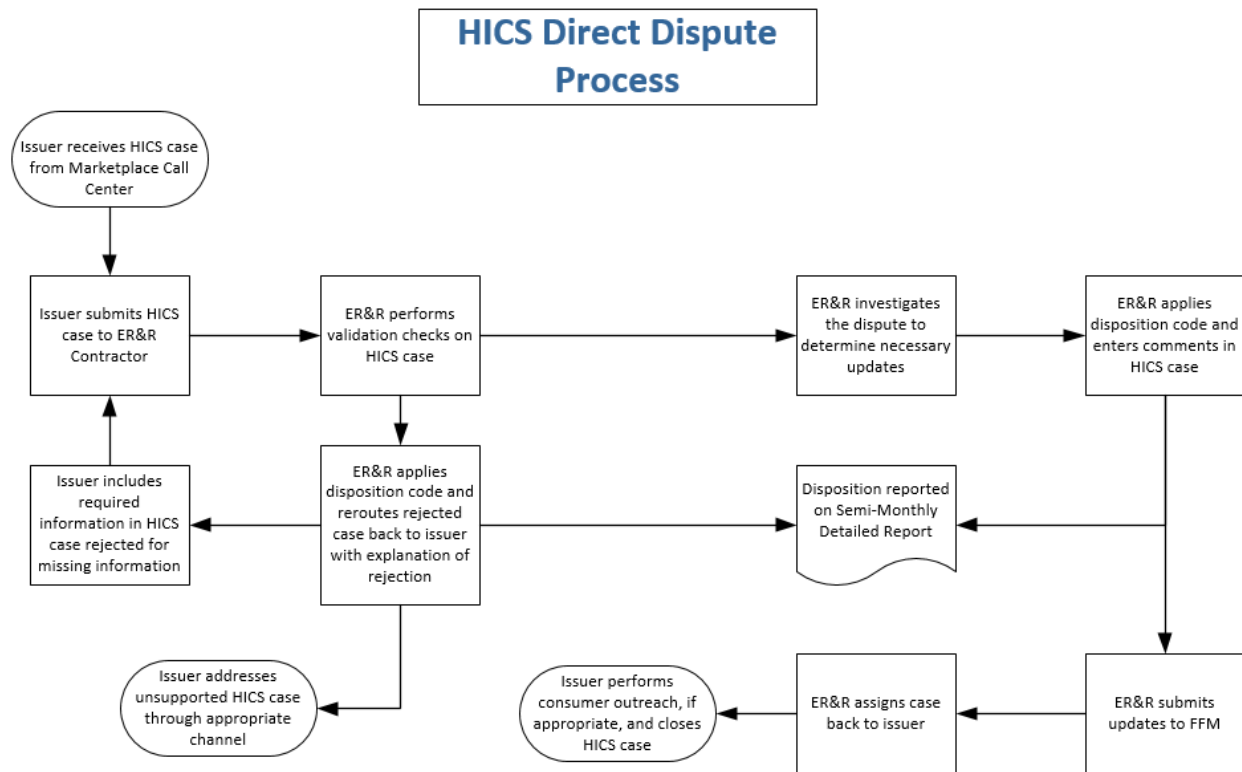 HICS Direct Dispute
Process
Issuer receives HICS case
from Marketplace Call
Center
Issuer submits HICS
case to ER&R
Contractor
ER&R performs
validation checks on
HICS case
ER&R investigates
the dispute to
determine necessary
updates
ER&R applies
disposition code and
enters comments in
HICS case
Issuer includes
required
information in HICS
case rejected for
missing information
ER&R applies
disposition code and
reroutes rejected
case back to issuer
with explanation of
rejection
Disposition reported
on Semi-Monthly
Detailed Report
Issuer addresses
unsupported HICS case
through appropriate
channel
Issuer performs
consumer outreach, if
appropriate, and closes
HICS case
ER&R assigns case
back to issuer
ER&R submits
updates to FFM